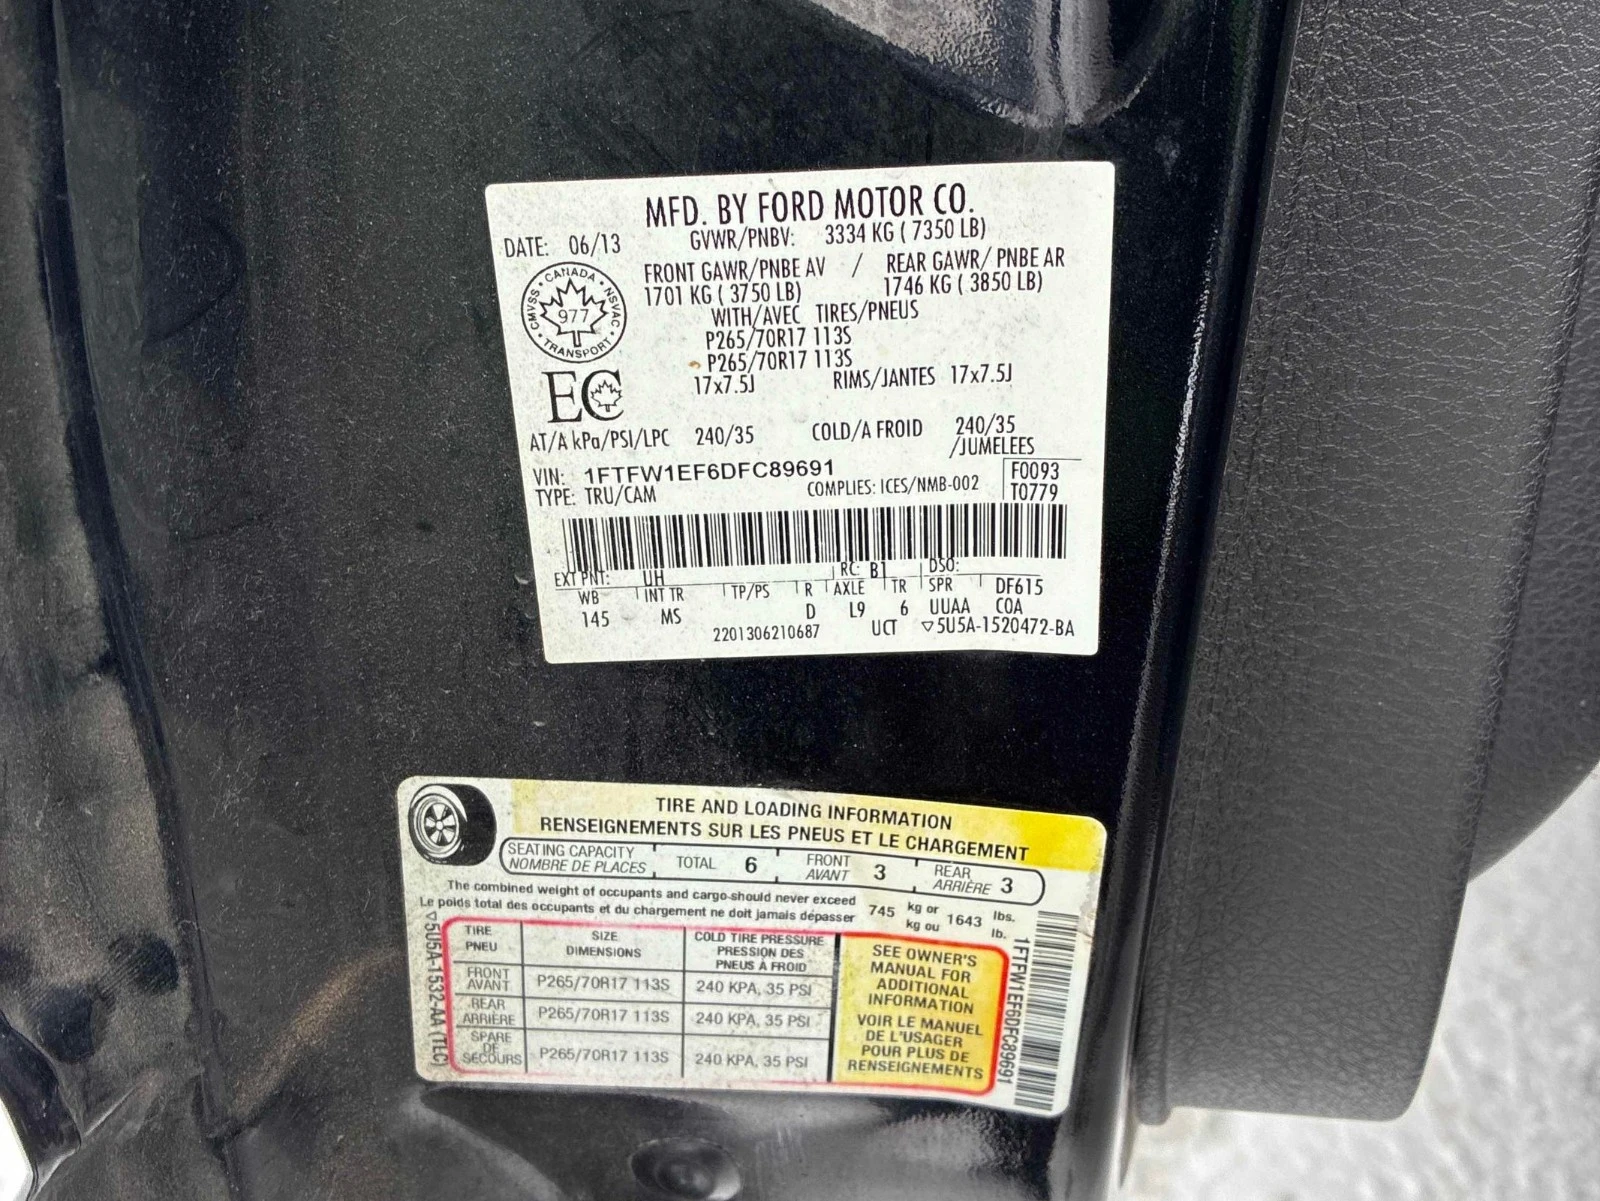 MFD. BY FORD MOTOR CO.
DATE: 06/13
GVWR/PNBV: 3334 KG ( 7350 LB)
FRONT GAWR/PNBE AV / REAR GAWR/ PNBE AR
1701 KG ( 3750 LB) 1746 KG ( 3850 LB)
WITH/AVEC TIRES/PNEUS
P265/70R17 113S
P265/70R17 113S
17x7.5J RIMS/JANTES 17x7.5J
CANADA
CMVSS 977 NSVAC
TRANSPORT
EC
AT/A kPa/PSI/LPC 240/35 COLD/A FROID 240/35
/JUMELEES
VIN: 1FTFW1EF6DFC89691
TYPE: TRU/CAM COMPLIES: ICES/NMB-002
F0093
T0779
EXT PNT: UH RC: B1 DSO:
WB INT TR TP/PS R AXLE TR SPR DF615
145 MS D L9 6 UUAA COA
2201306210687 UCT ▽5U5A-1520472-BA
TIRE AND LOADING INFORMATION
RENSEIGNEMENTS SUR LES PNEUS ET LE CHARGEMENT
SEATING CAPACITY TOTAL 6 FRONT 3 REAR 3
NOMBRE DE PLACES AVANT ARRIÈRE
The combined weight of occupants and cargo should never exceed 745 kg or 1643 lbs.
Le poids total des occupants et du chargement ne doit jamais dépasser kg ou lb.
TIRE SIZE COLD TIRE PRESSURE
PNEU DIMENSIONS PRESSION DES
PNEUS À FROID
FRONT
AVANT P265/70R17 113S 240 KPA, 35 PSI
REAR
ARRIÈRE P265/70R17 113S 240 KPA, 35 PSI
SPARE
DE
SECOURS P265/70R17 113S 240 KPA, 35 PSI
SEE OWNER'S
MANUAL FOR
ADDITIONAL
INFORMATION
VOIR LE MANUEL
DE L'USAGER
POUR PLUS DE
RENSEIGNEMENTS
▽5U5A-1532-AA (TLC)
1FTFW1EF6DFC89691